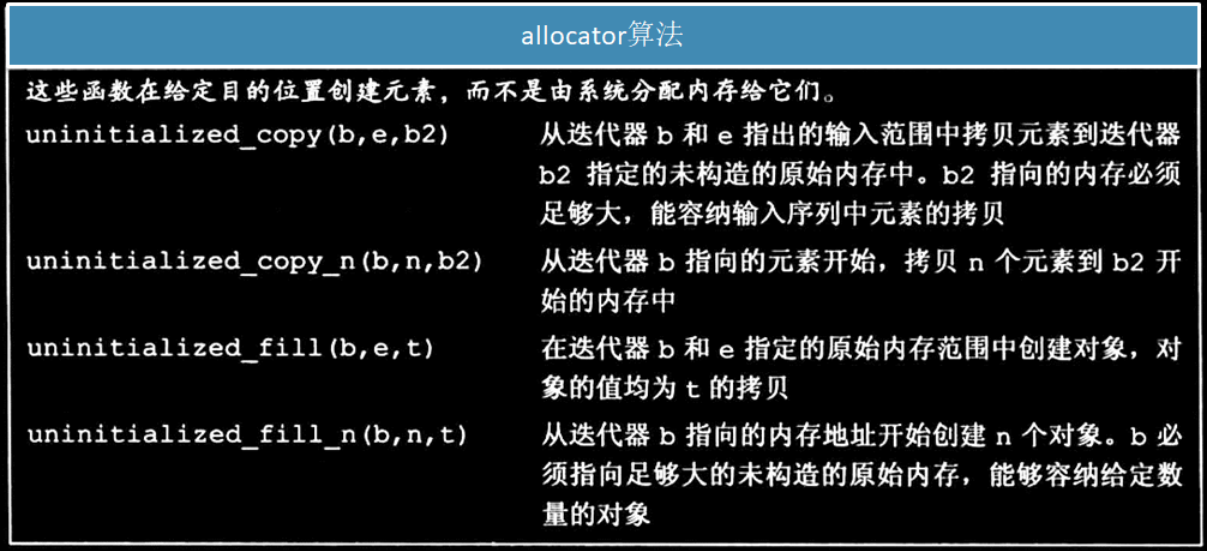 allocator算法
这些函数在给定目的位置创建元素，而不是由系统分配内存给它们。
uninitialized_copy(b,e,b2) 从迭代器 b 和 e 指出的输入范围中拷贝元素到迭代器
b2 指定的未构造的原始内存中。b2 指向的内存必须
足够大，能容纳输入序列中元素的拷贝
uninitialized_copy_n(b,n,b2) 从迭代器 b 指向的元素开始，拷贝 n 个元素到 b2 开
始的内存中
uninitialized_fill(b,e,t) 在迭代器 b 和 e 指定的原始内存范围中创建对象，对
象的值均为 t 的拷贝
uninitialized_fill_n(b,n,t) 从迭代器 b 指向的内存地址开始创建 n 个对象。b 必
须指向足够大的未构造的原始内存，能够容纳给定数
量的对象